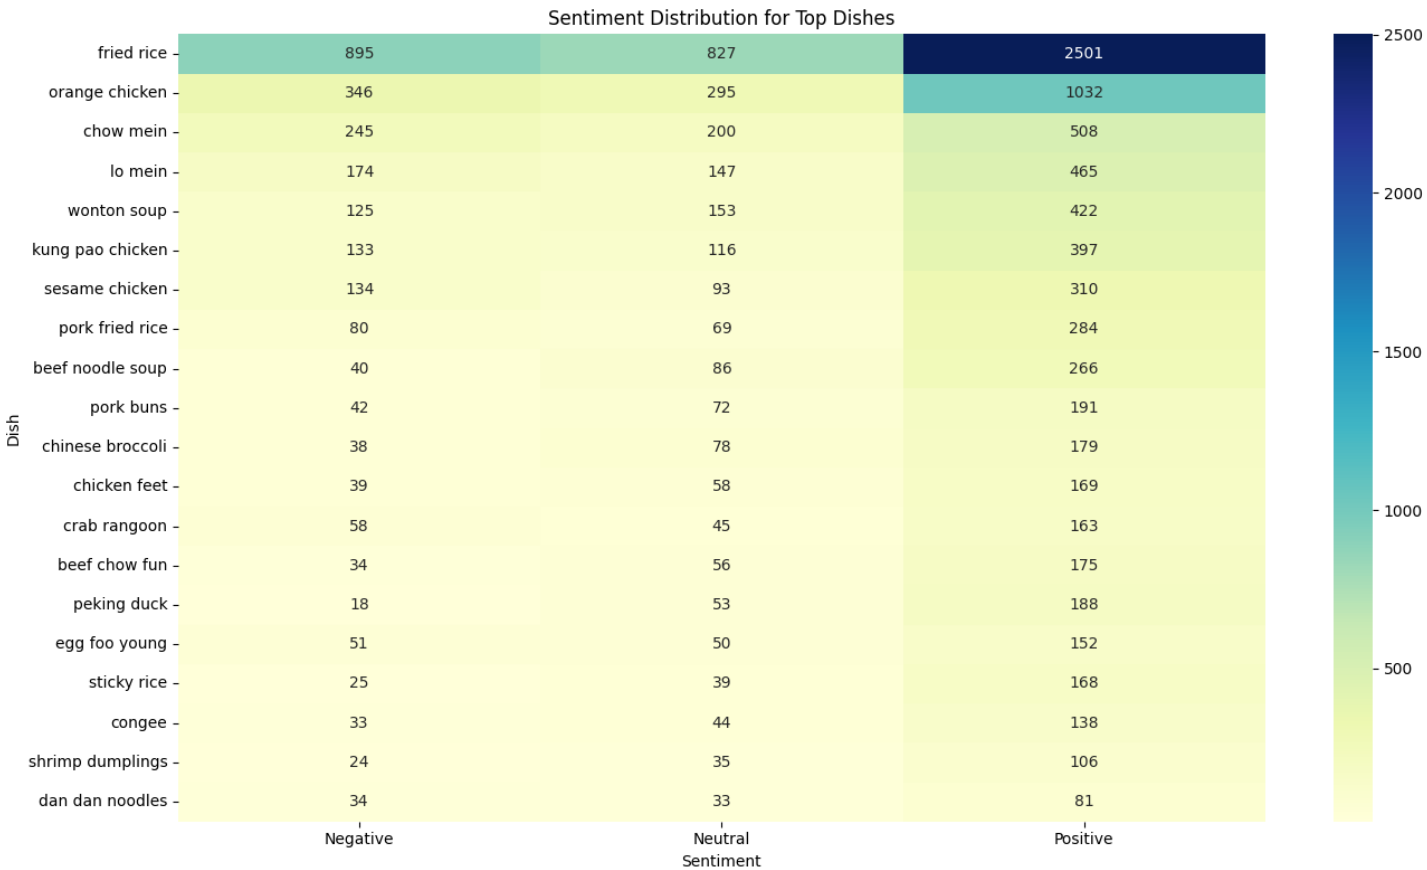 Sentiment Distribution for Top Dishes
fried rice 895 827 2501
orange chicken 346 295 1032
chow mein 245 200 508
lo mein 174 147 465
wonton soup 125 153 422
kung pao chicken 133 116 397
sesame chicken 134 93 310
pork fried rice 80 69 284
beef noodle soup 40 86 266
pork buns 42 72 191
chinese broccoli 38 78 179
chicken feet 39 58 169
crab rangoon 58 45 163
beef chow fun 34 56 175
peking duck 18 53 188
egg foo young 51 50 152
sticky rice 25 39 168
congee 33 44 138
shrimp dumplings 24 35 106
dan dan noodles 34 33 81
Negative Neutral Positive
Sentiment
Dish
2500
2000
1500
1000
500